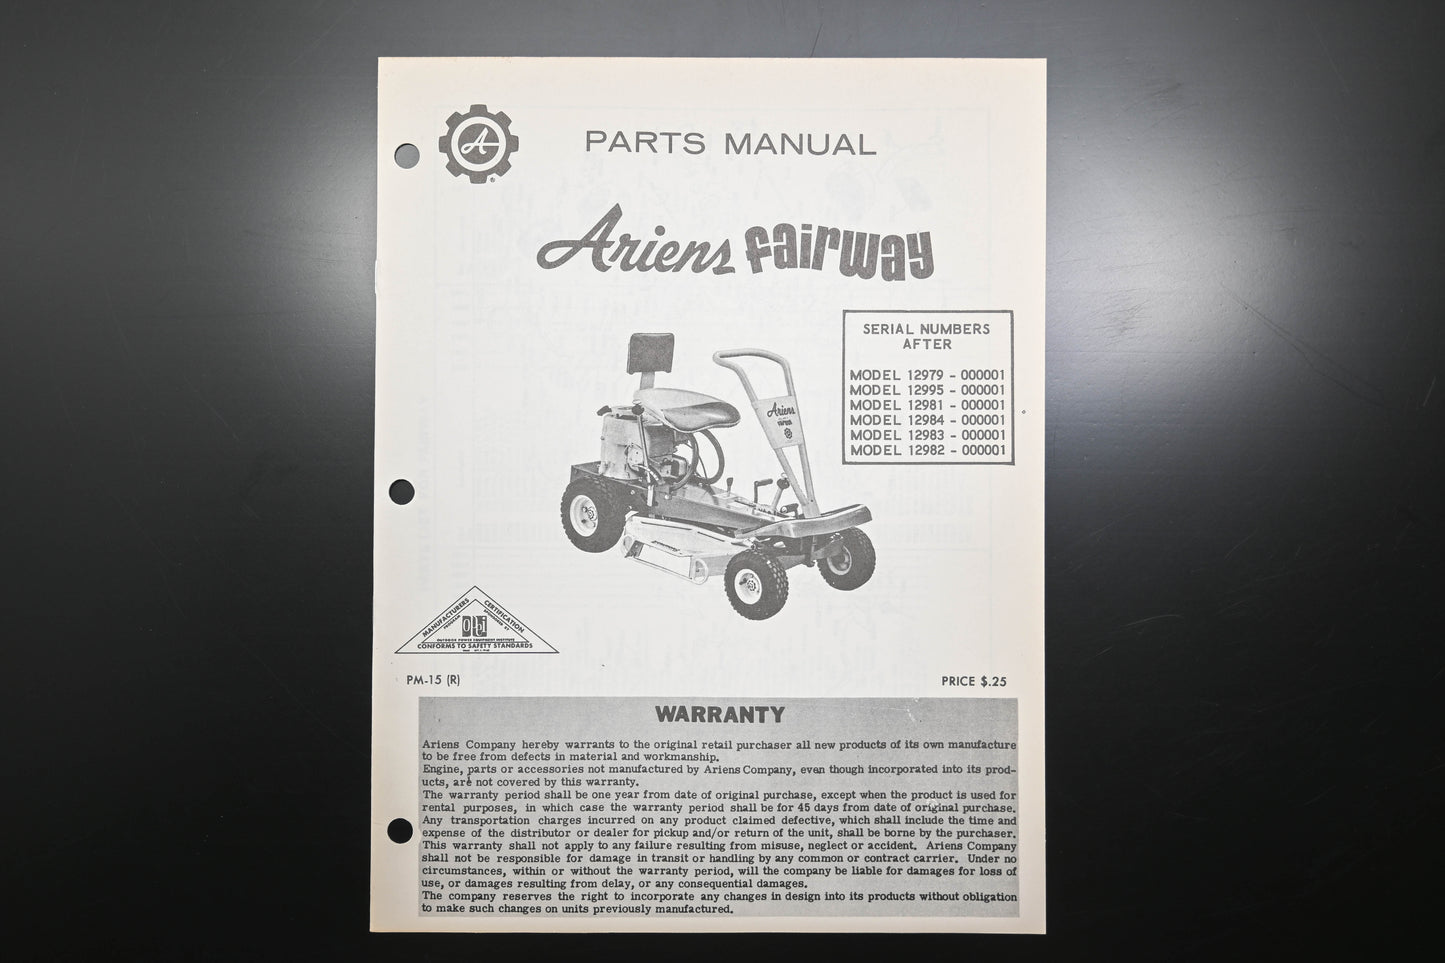 A
®
PARTS MANUAL
Ariens fairway
SERIAL NUMBERS
AFTER
MODEL 12979 - 000001
MODEL 12995 - 000001
MODEL 12981 - 000001
MODEL 12984 - 000001
MODEL 12983 - 000001
MODEL 12982 - 000001
Ariens
MANUFACTURERS CERTIFICATION
PROGRAM SPONSORED BY
OPEI
OUTDOOR POWER EQUIPMENT INSTITUTE
CONFORMS TO SAFETY STANDARDS
PM-15 (R)
PRICE $.25
WARRANTY
Ariens Company hereby warrants to the original retail purchaser all new products of its own manufacture
to be free from defects in material and workmanship.
Engine, parts or accessories not manufactured by Ariens Company, even though incorporated into its prod-
ucts, are not covered by this warranty.
The warranty period shall be one year from date of original purchase, except when the product is used for
rental purposes, in which case the warranty period shall be for 45 days from date of original purchase.
Any transportation charges incurred on any product claimed defective, which shall include the time and
expense of the distributor or dealer for pickup and/or return of the unit, shall be borne by the purchaser.
This warranty shall not apply to any failure resulting from misuse, neglect or accident. Ariens Company
shall not be responsible for damage in transit or handling by any common or contract carrier. Under no
circumstances, within or without the warranty period, will the company be liable for damages for loss of
use, or damages resulting from delay, or any consequential damages.
The company reserves the right to incorporate any changes in design into its products without obligation
to make such changes on units previously manufactured.